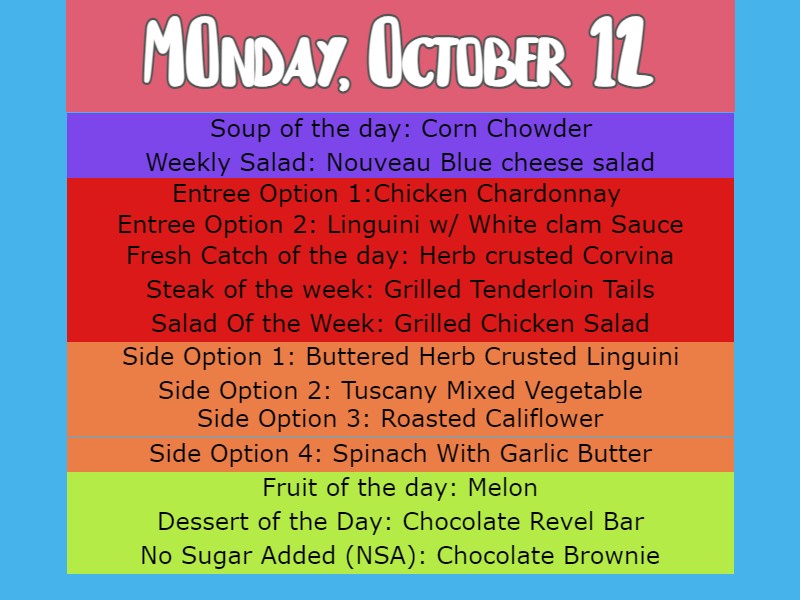 MONDAY, OCTOBER 12
Soup of the day: Corn Chowder
Weekly Salad: Nouveau Blue cheese salad
Entree Option 1:Chicken Chardonnay
Entree Option 2: Linguini w/ White clam Sauce
Fresh Catch of the day: Herb crusted Corvina
Steak of the week: Grilled Tenderloin Tails
Salad Of the Week: Grilled Chicken Salad
Side Option 1: Buttered Herb Crusted Linguini
Side Option 2: Tuscany Mixed Vegetable
Side Option 3: Roasted Califlower
Side Option 4: Spinach With Garlic Butter
Fruit of the day: Melon
Dessert of the Day: Chocolate Revel Bar
No Sugar Added (NSA): Chocolate Brownie